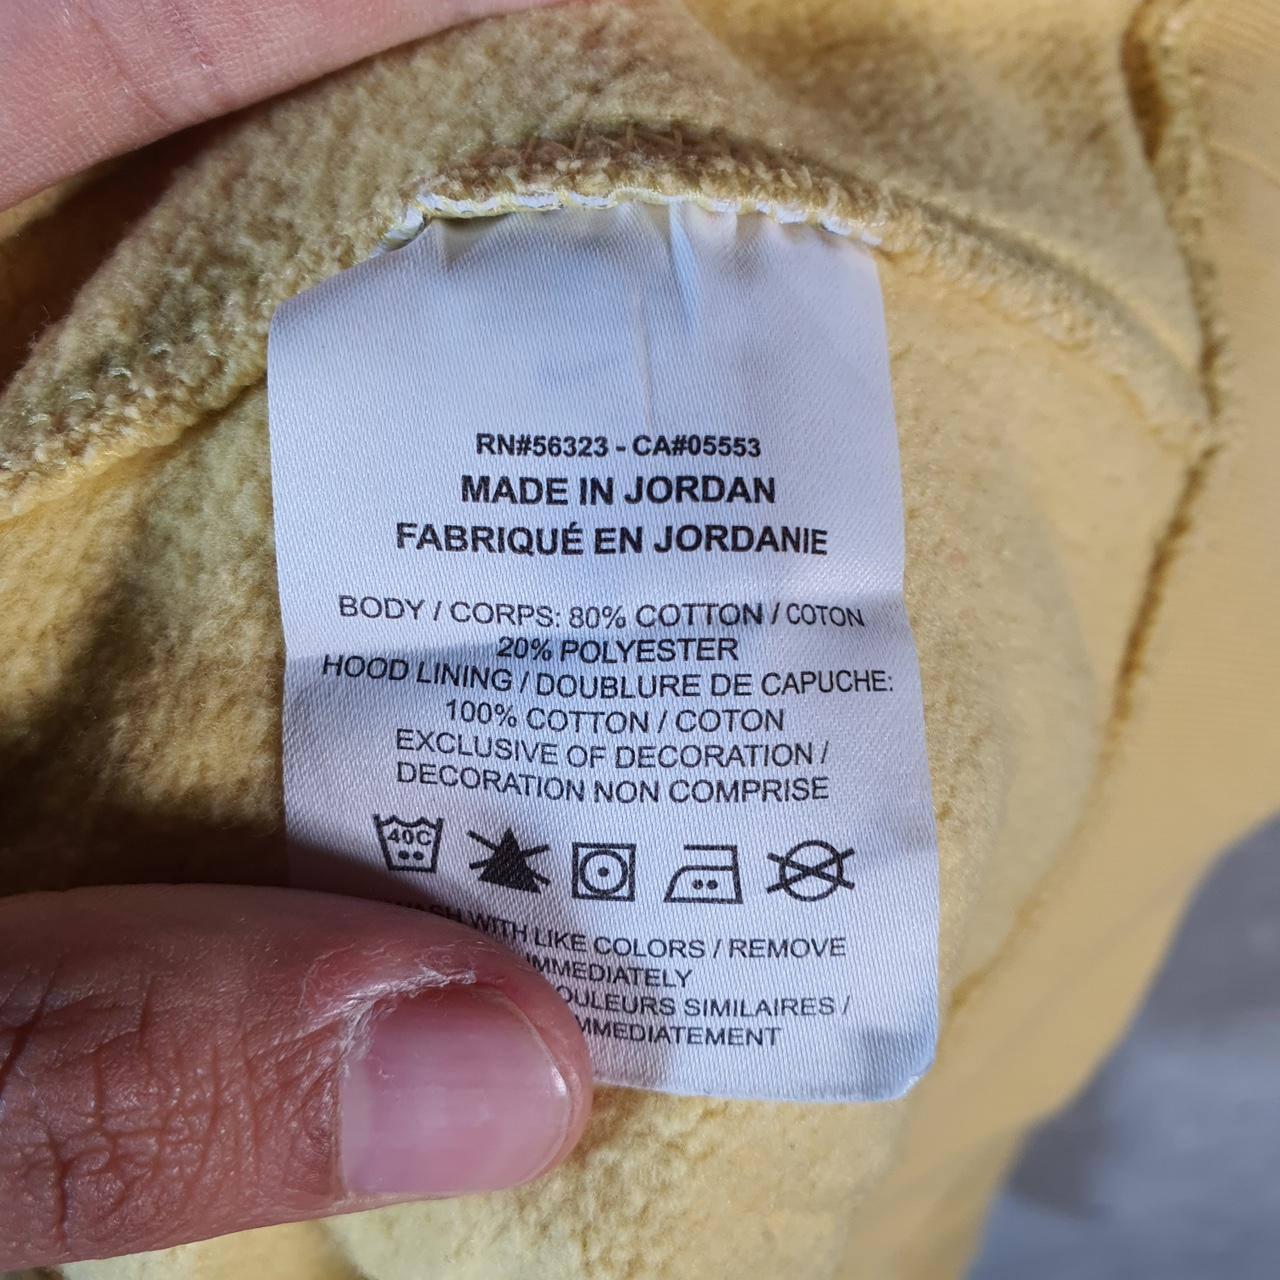 RN#56323 - CA#05553
MADE IN JORDAN
FABRIQUÉ EN JORDANIE
BODY / CORPS: 80% COTTON / COTON
20% POLYESTER
HOOD LINING / DOUBLURE DE CAPUCHE:
100% COTTON / COTON
EXCLUSIVE OF DECORATION /
DECORATION NON COMPRISE
40C
WASH WITH LIKE COLORS / REMOVE
IMMEDIATELY
SIMILAIRES /